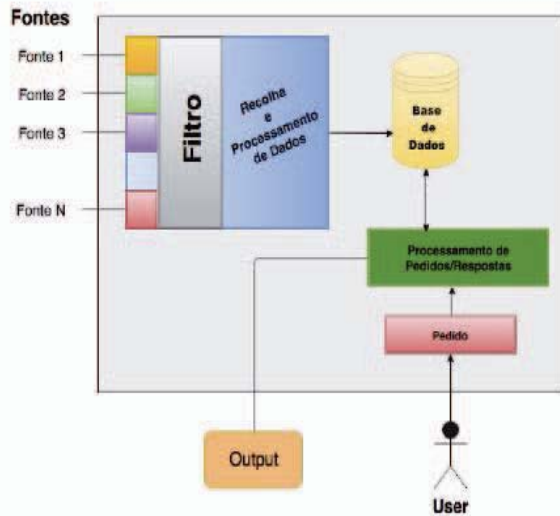 Fontes
Fonte 1
Fonte 2
Fonte 3
Fonte N
Filtro
Recolha
e
Processamento
de Dados
Base
de
Dados
Processamento de
Pedidos/Respostas
Pedido
Output
User